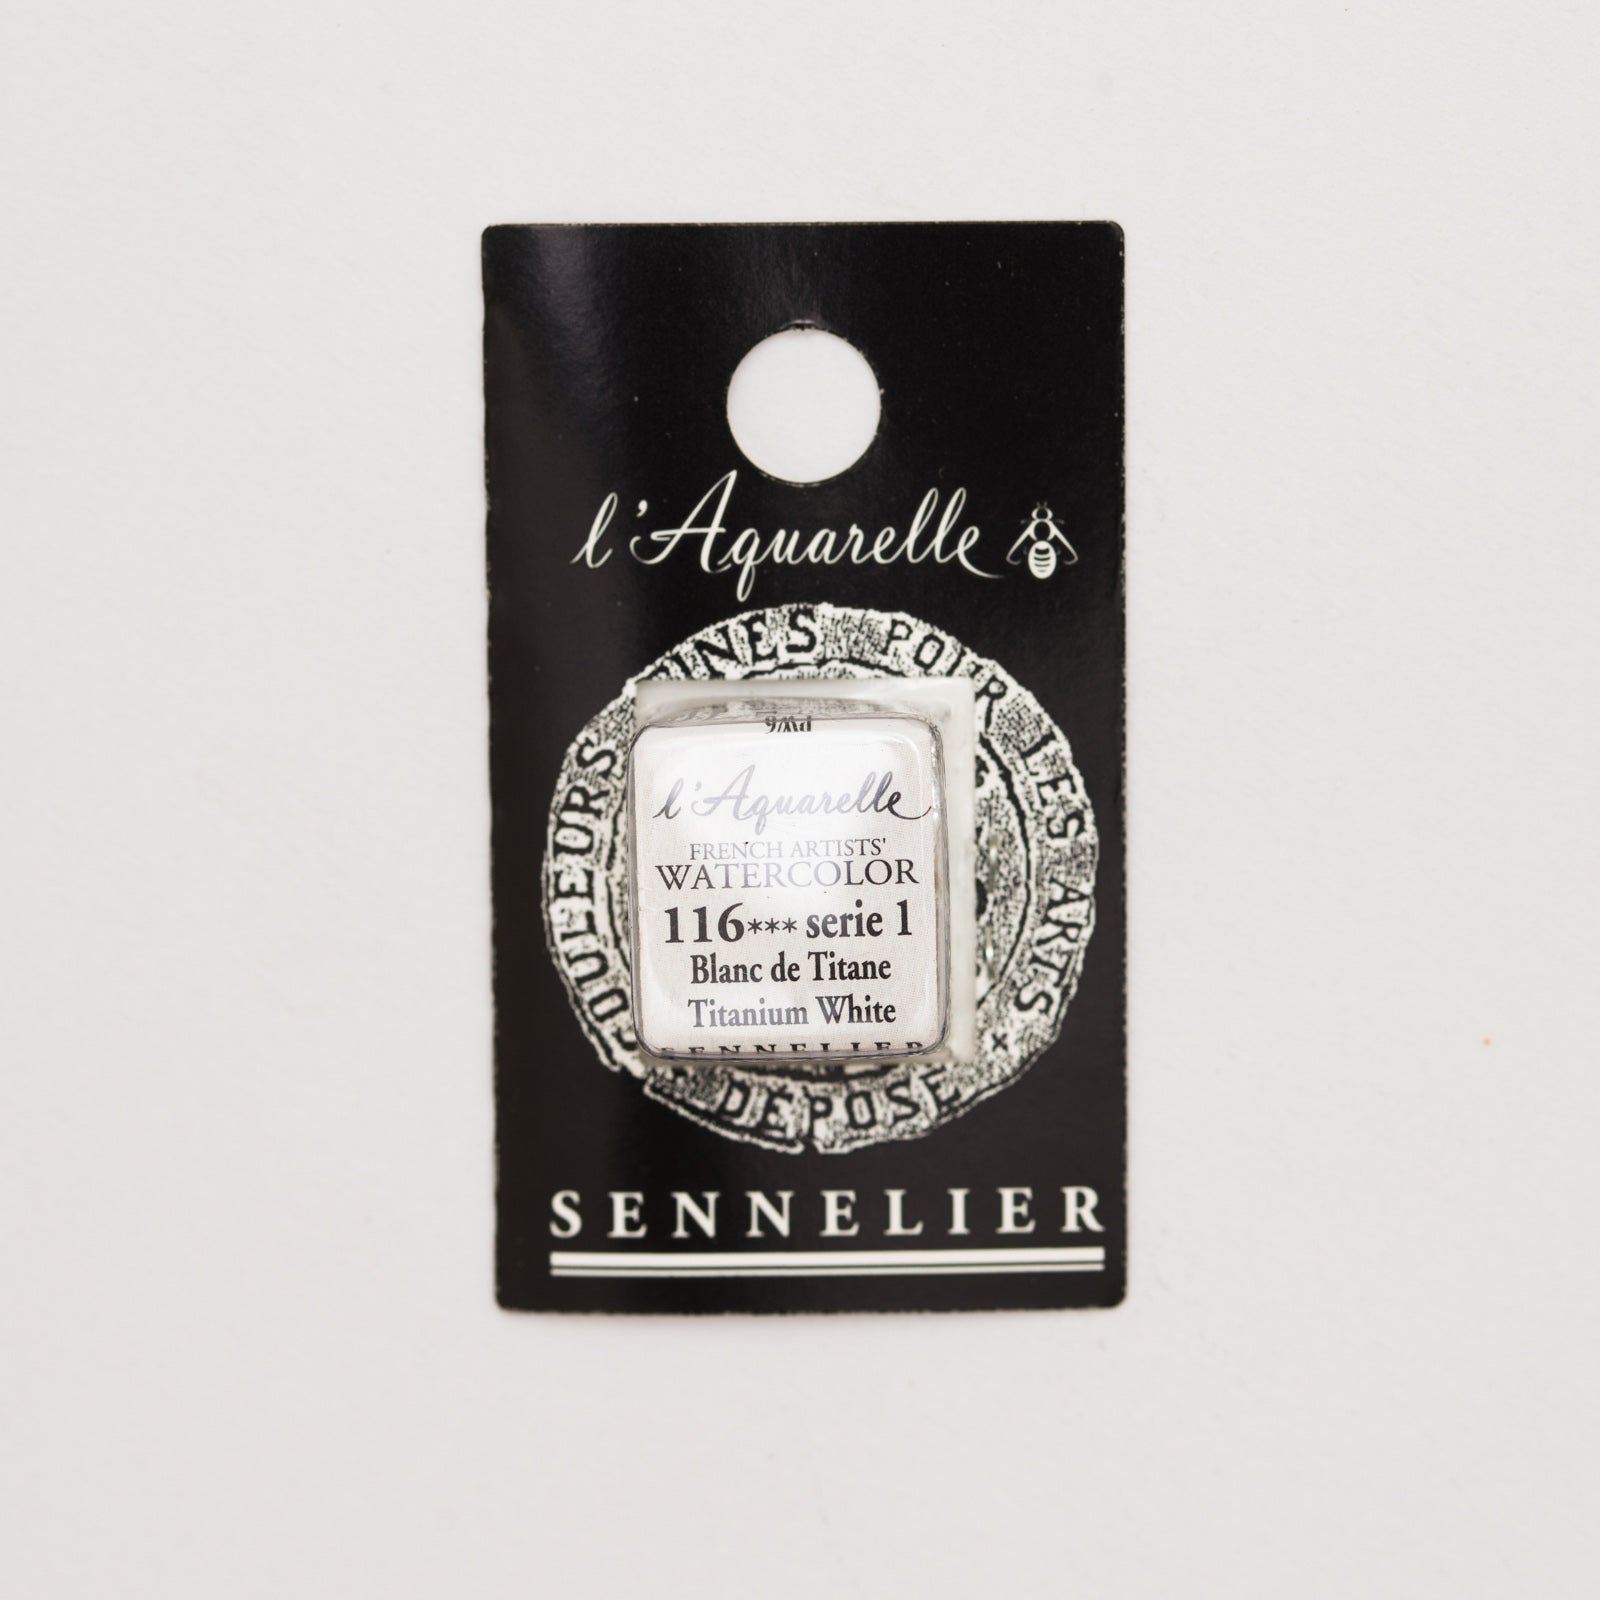 l'Aquarelle
COULEURS FINES POUR LES ARTS
DÉPOSÉ
PW6
l'Aquarelle
FRENCH ARTISTS'
WATERCOLOR
116*** serie 1
Blanc de Titane
Titanium White
SENNELIER
SENNELIER